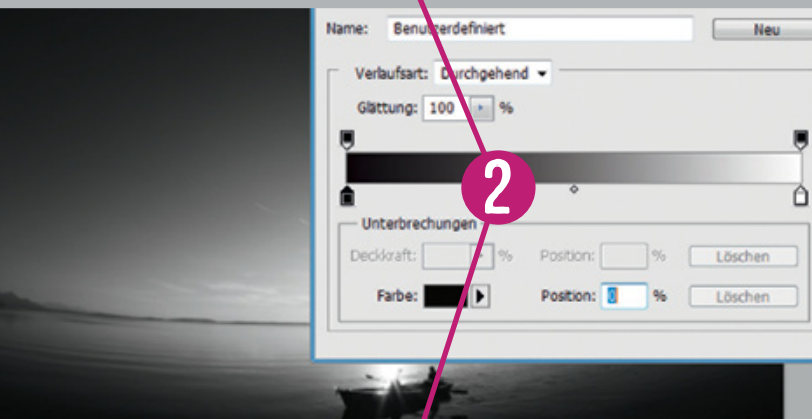 Name: Benutzerdefiniert Neu
Verlaufsart: Durchgehend
Glättung: 100 %
2
Unterbrechungen
Deckkraft: % Position: % Löschen
Farbe: Position: 0 % Löschen